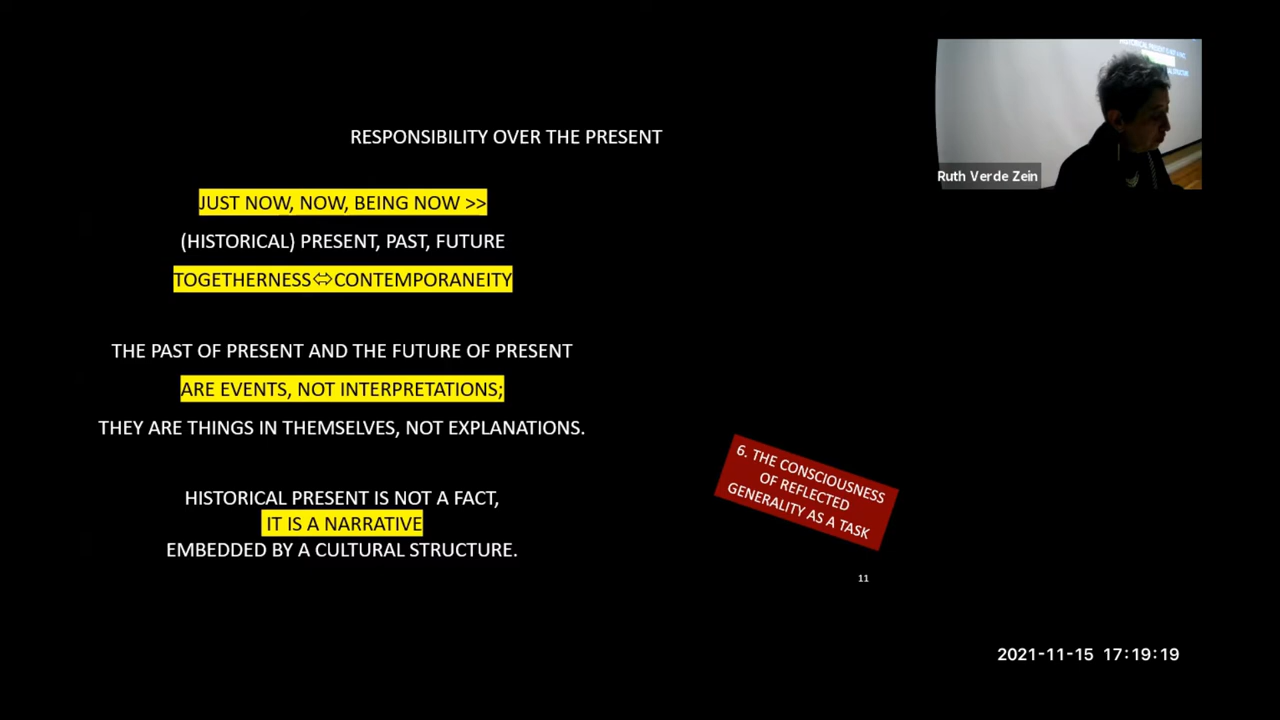 RESPONSIBILITY OVER THE PRESENT
JUST NOW, NOW, BEING NOW >>
(HISTORICAL) PRESENT, PAST, FUTURE
TOGETHERNESS⬄CONTEMPORANEITY
THE PAST OF PRESENT AND THE FUTURE OF PRESENT
ARE EVENTS, NOT INTERPRETATIONS;
THEY ARE THINGS IN THEMSELVES, NOT EXPLANATIONS.
HISTORICAL PRESENT IS NOT A FACT,
IT IS A NARRATIVE
EMBEDDED BY A CULTURAL STRUCTURE.
6. THE CONSCIOUSNESS
OF REFLECTED
GENERALITY AS A TASK
11
Ruth Verde Zein
2021-11-15 17:19:19